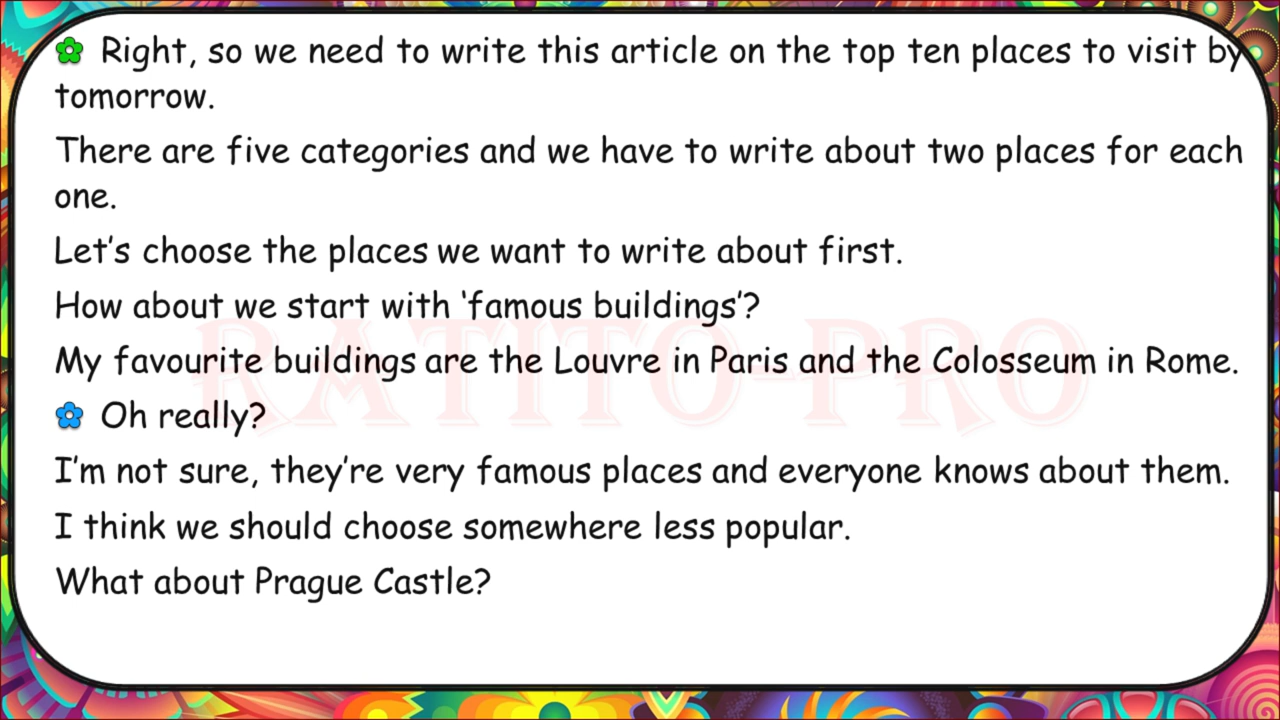 Right, so we need to write this article on the top ten places to visit by
tomorrow.
There are five categories and we have to write about two places for each
one.
Let's choose the places we want to write about first.
How about we start with ‘famous buildings’?
My favourite buildings are the Louvre in Paris and the Colosseum in Rome.
Oh really?
I'm not sure, they're very famous places and everyone knows about them.
I think we should choose somewhere less popular.
What about Prague Castle?
RATITO-PRO